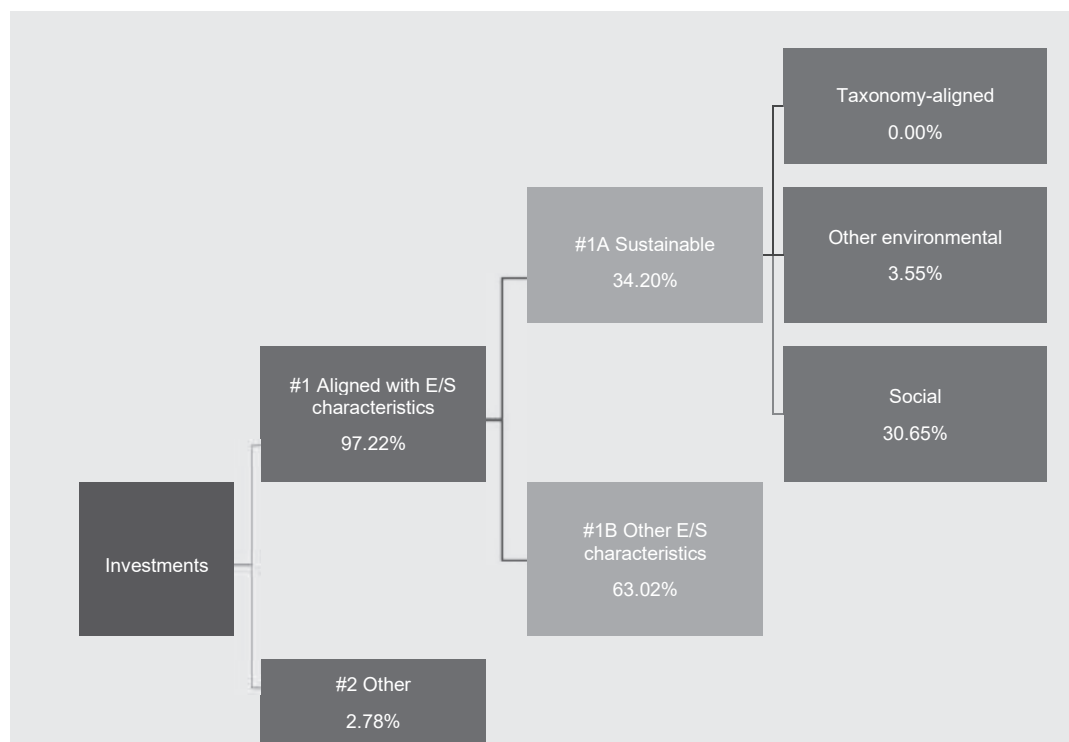 Taxonomy-aligned
0.00%
#1A Sustainable
34.20%
Other environmental
3.55%
#1 Aligned with E/S
characteristics
97.22%
Social
30.65%
Investments
#1B Other E/S
characteristics
63.02%
#2 Other
2.78%